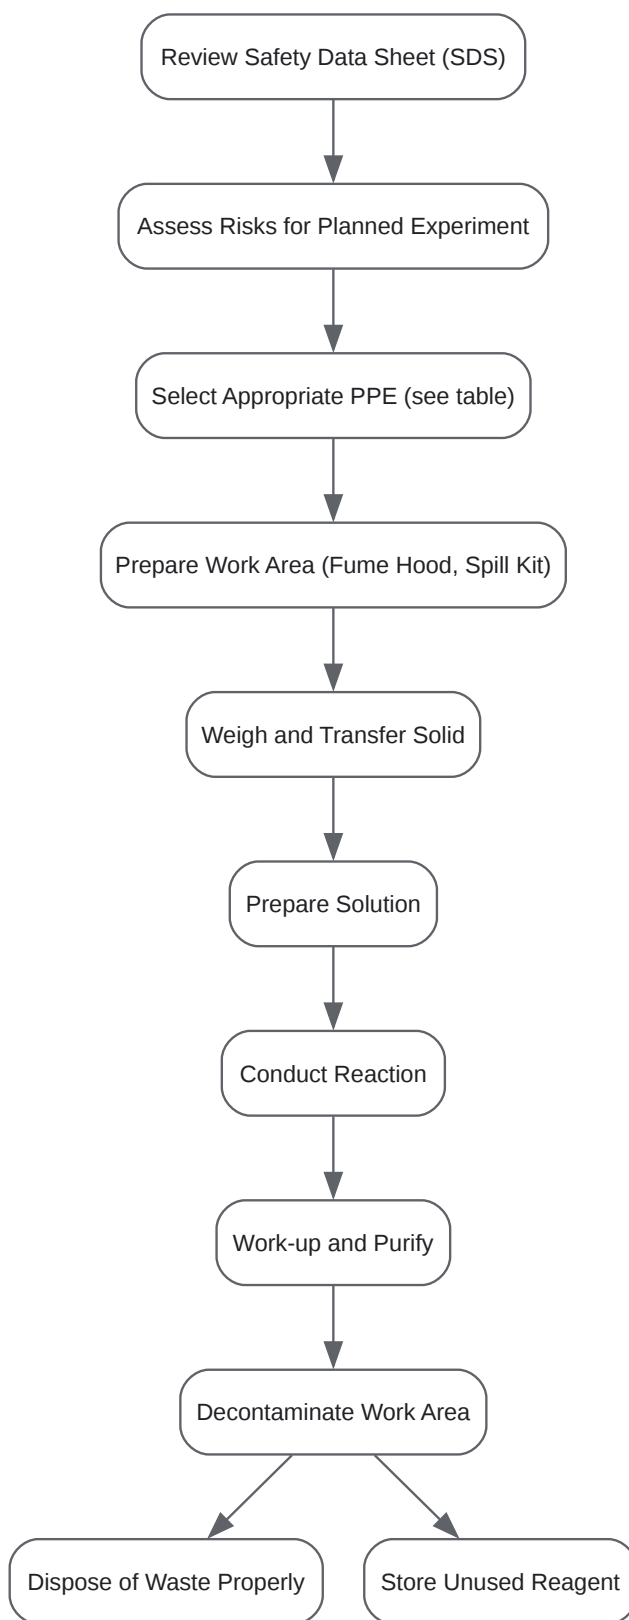 Review Safety Data Sheet (SDS)
Assess Risks for Planned Experiment
Select Appropriate PPE (see table)
Prepare Work Area (Fume Hood, Spill Kit)
Weigh and Transfer Solid
Prepare Solution
Conduct Reaction
Work-up and Purify
Decontaminate Work Area
Dispose of Waste Properly
Store Unused Reagent